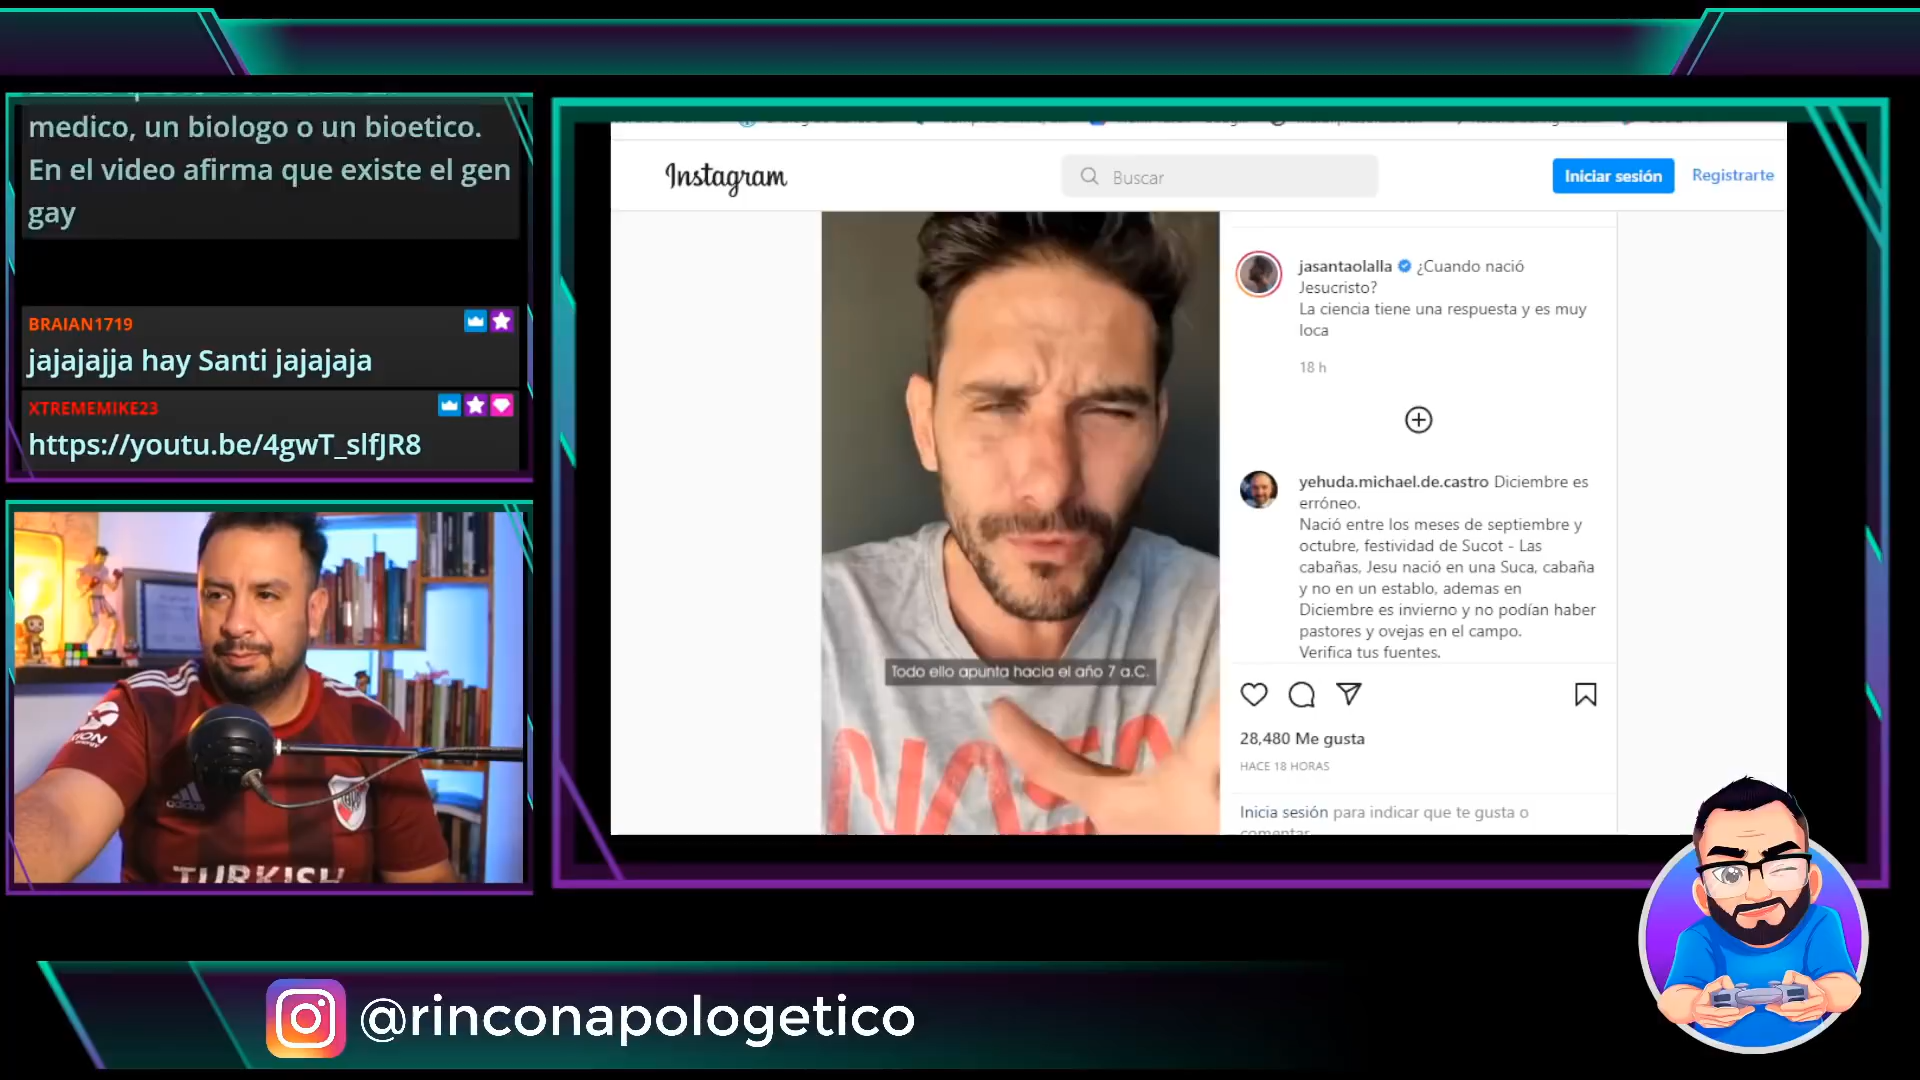 medico, un biologo o un bioetico.
En el video afirma que existe el gen
gay
BRAIAN1719
jajajajja hay Santi jajajaja
XTREMEMIKE23
https://youtu.be/4gwT_slfJR8
Instagram
Buscar
Iniciar sesión
Registrarte
jasantaolalla ¿Cuando nació
Jesucristo?
La ciencia tiene una respuesta y es muy
loca
18 h
yehuda.michael.de.castro Diciembre es
erróneo.
Nació entre los meses de septiembre y
octubre, festividad de Sucot - Las
cabañas, Jesu nació en una Suca, cabaña
y no en un establo, ademas en
Diciembre es invierno y no podían haber
pastores y ovejas en el campo.
Verifica tus fuentes.
Todo ello apunta hacia el año 7 a.C.
28,480 Me gusta
HACE 18 HORAS
Inicia sesión para indicar que te gusta o
comentar.
adidas
TURKISH
@rinconapologetico